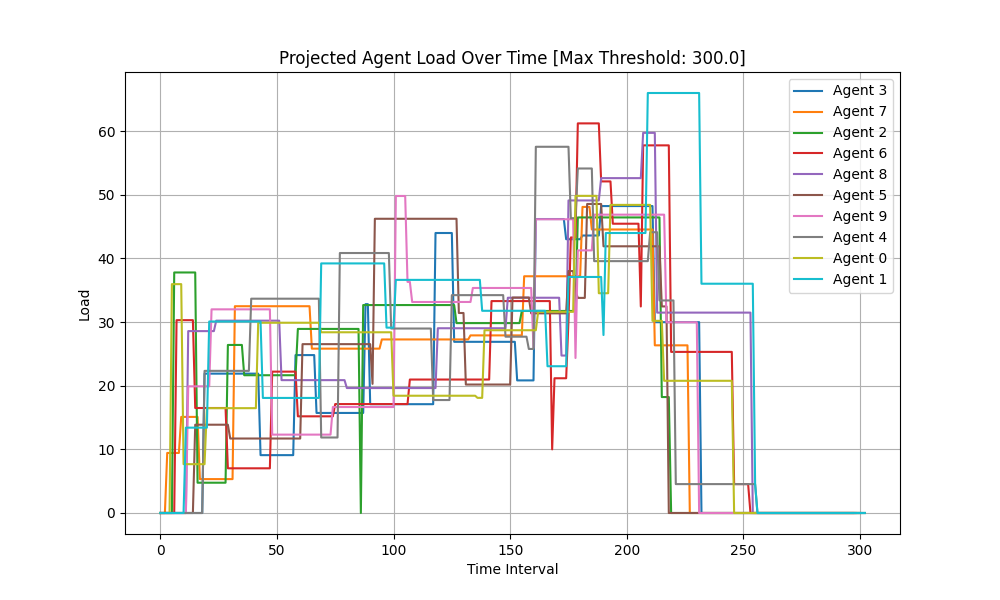 Projected Agent Load Over Time [Max Threshold: 300.0]
Load
60
50
40
30
20
10
0
0 50 100 150 200 250 300
Time Interval
Agent 3
Agent 7
Agent 2
Agent 6
Agent 8
Agent 5
Agent 9
Agent 4
Agent 0
Agent 1